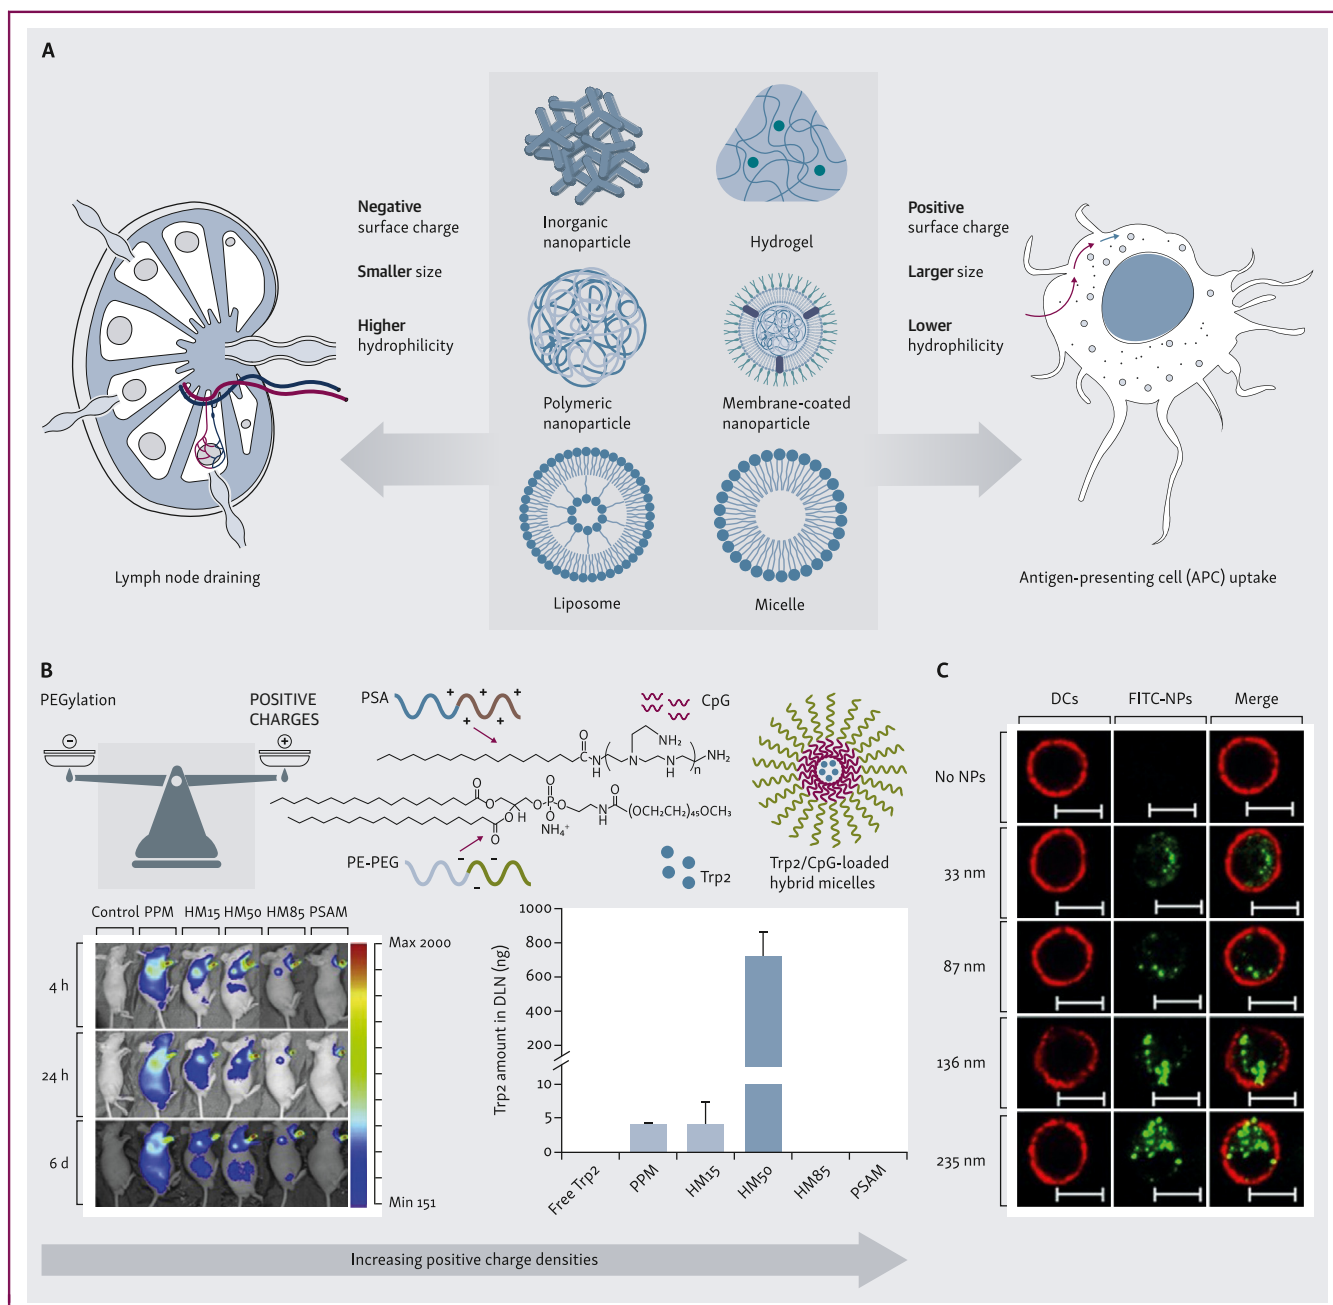 A
Negative
surface charge
Smaller size
Higher
hydrophilicity
Lymph node draining
Inorganic
nanoparticle
Hydrogel
Polymeric
nanoparticle
Membrane-coated
nanoparticle
Liposome
Micelle
Positive
surface charge
Larger size
Lower
hydrophilicity
Antigen-presenting cell (APC) uptake
B
PEGylation
POSITIVE
CHARGES
−
+
PSA
+ + +
+ +
CpG
O
N
H
N
NH₂
N
H
n
NH₂
O
O
O
O
H
O
P
O
O
O
NH₄⁺
N
H
O
(OCH₂CH₂)₄₅OCH₃
PE-PEG
− −
−
Trp2
Trp2/CpG-loaded
hybrid micelles
Control PPM HM15 HM50 HM85 PSAM
4 h
24 h
6 d
Max 2000
Min 151
Trp2 amount in DLN (ng)
1000
800
600
400
200
10
5
0
Free Trp2
PPM
HM15
HM50
HM85
PSAM
Increasing positive charge densities
C
DCs FITC-NPs Merge
No NPs
33 nm
87 nm
136 nm
235 nm